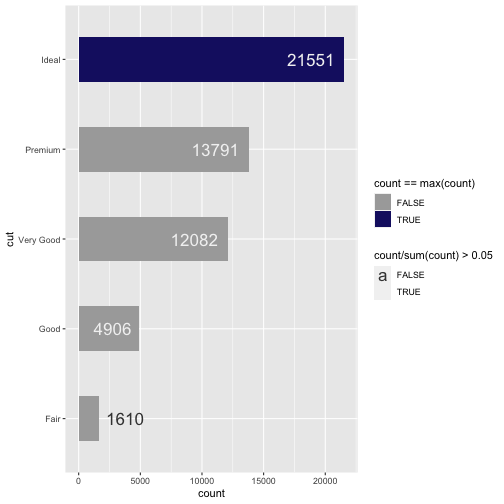 Ideal
21551
Premium
13791
count == max(count)
FALSE
TRUE
Very Good
12082
cut
count/sum(count) > 0.05
a FALSE
TRUE
Good
4906
Fair
1610
0 5000 10000 15000 20000
count